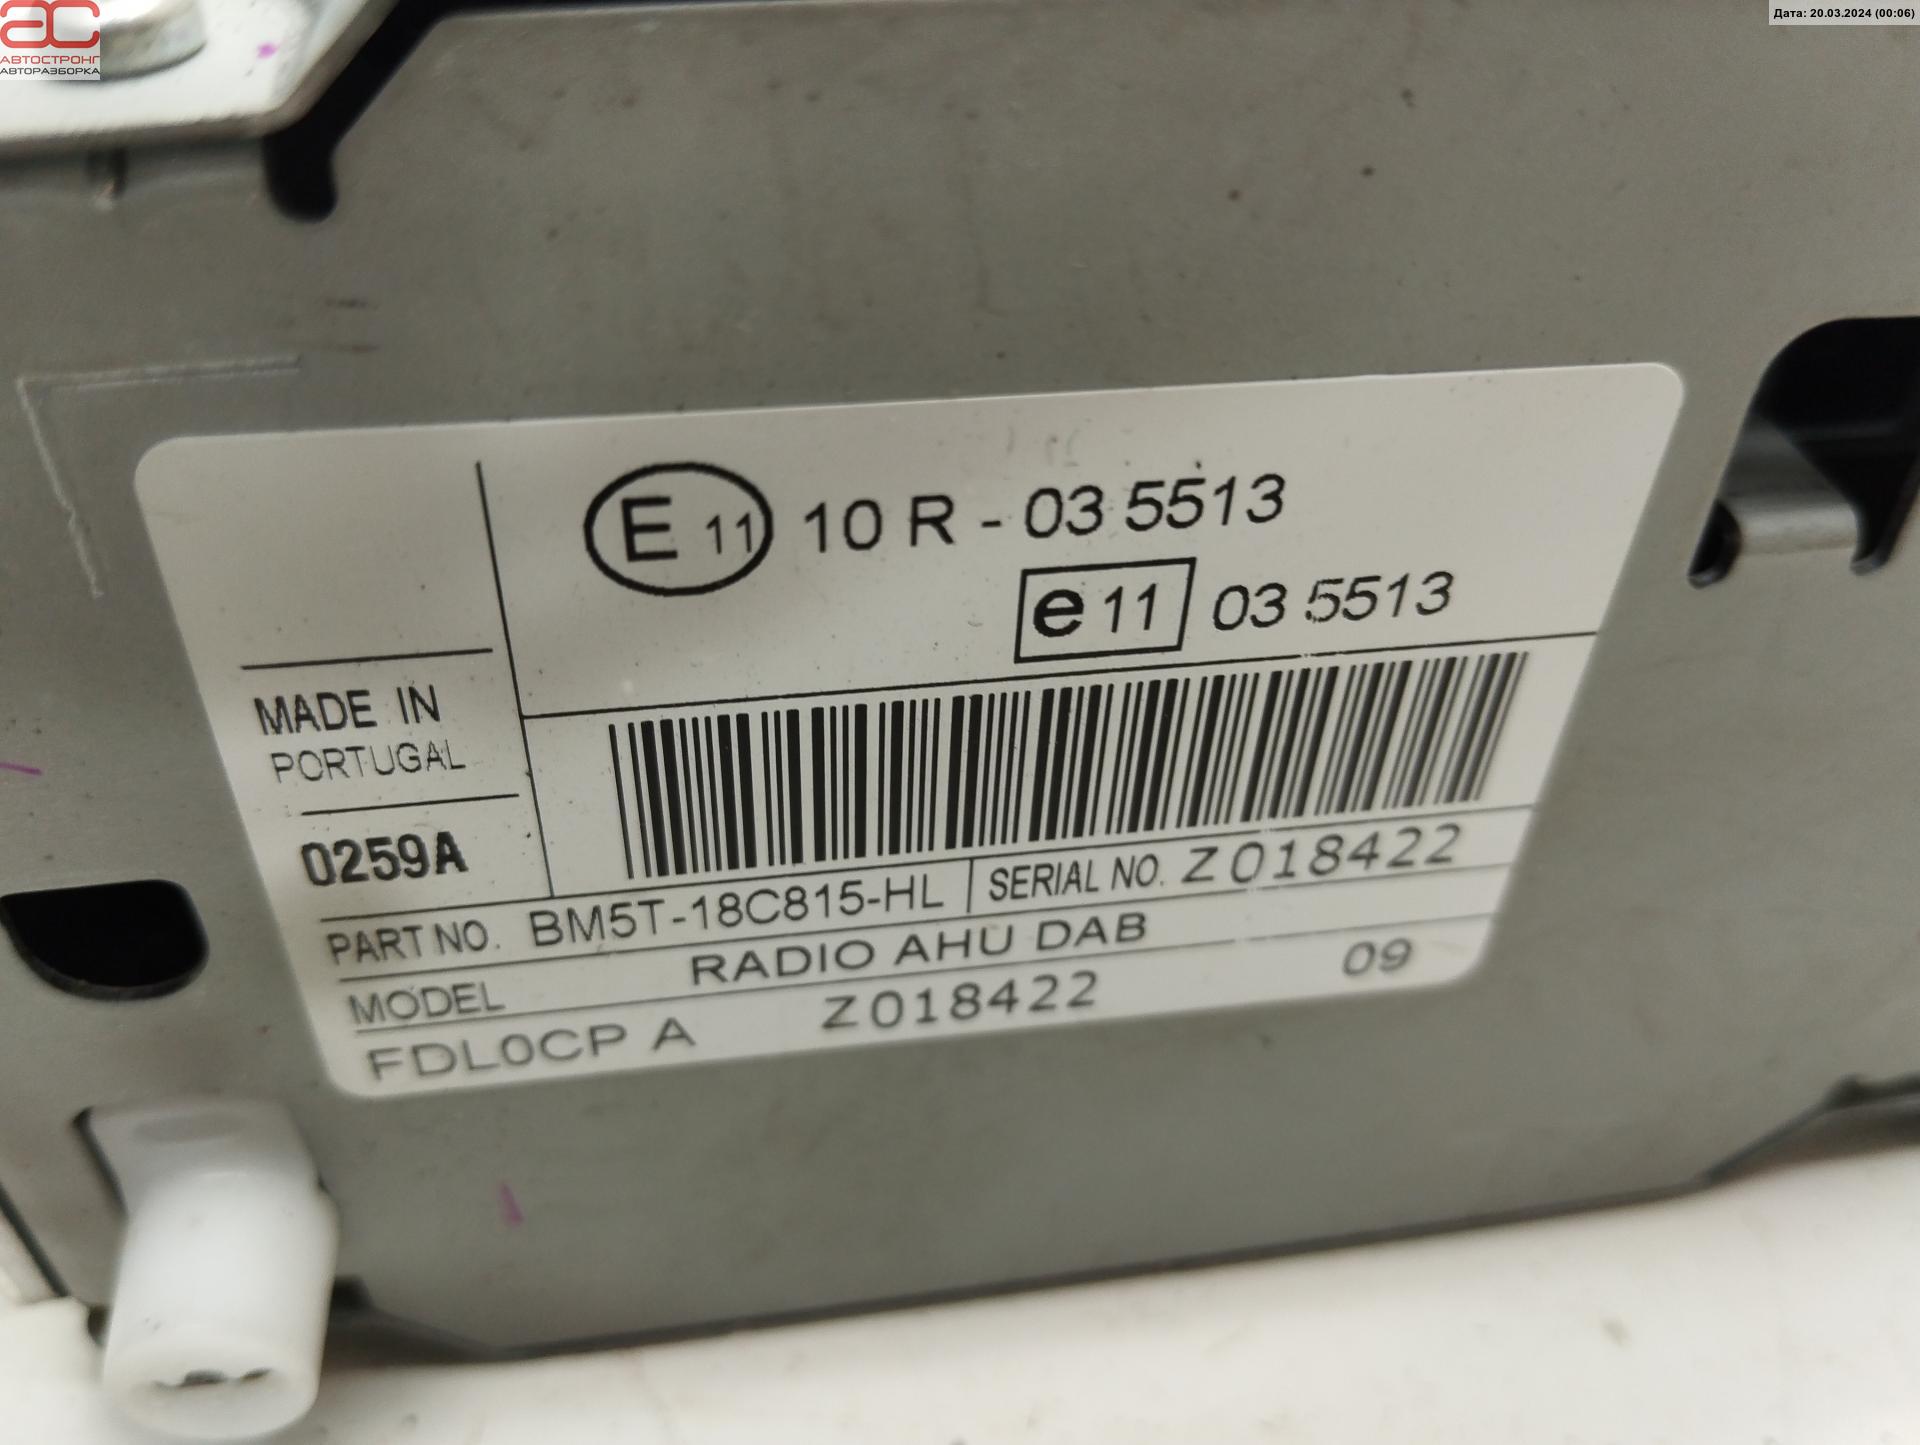 АС
АВТОСТРОНГ
АВТОРАЗБОРКА
Дата: 20.03.2024 (00:06)
E 11 10 R - 03 5513
e 11 03 5513
MADE IN
PORTUGAL
0259A
PART NO. BM5T-18C815-HL SERIAL NO. Z018422
MODEL RADIO AHU DAB
FDL0CP A Z018422 09